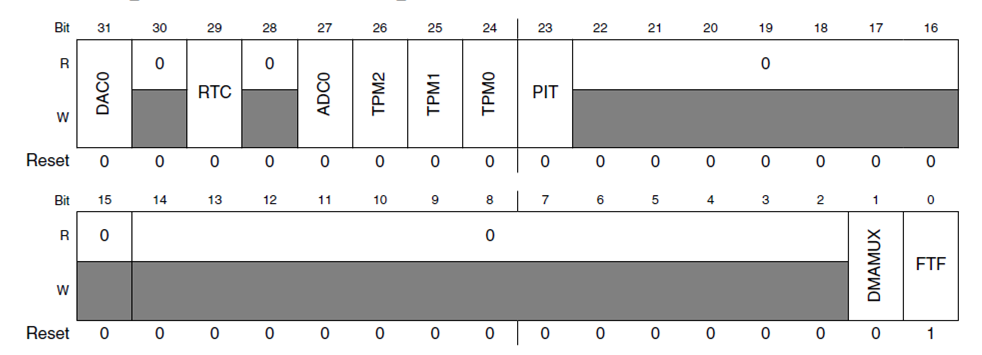 Bit 31 30 29 28 27 26 25 24 23 22 21 20 19 18 17 16
R 0 0 0
DAC0 RTC ADC0 TPM2 TPM1 TPM0 PIT
W
Reset 0 0 0 0 0 0 0 0 0 0 0 0 0 0 0 0
Bit 15 14 13 12 11 10 9 8 7 6 5 4 3 2 1 0
R 0 0
DMAMUX FTF
W
Reset 0 0 0 0 0 0 0 0 0 0 0 0 0 0 0 1